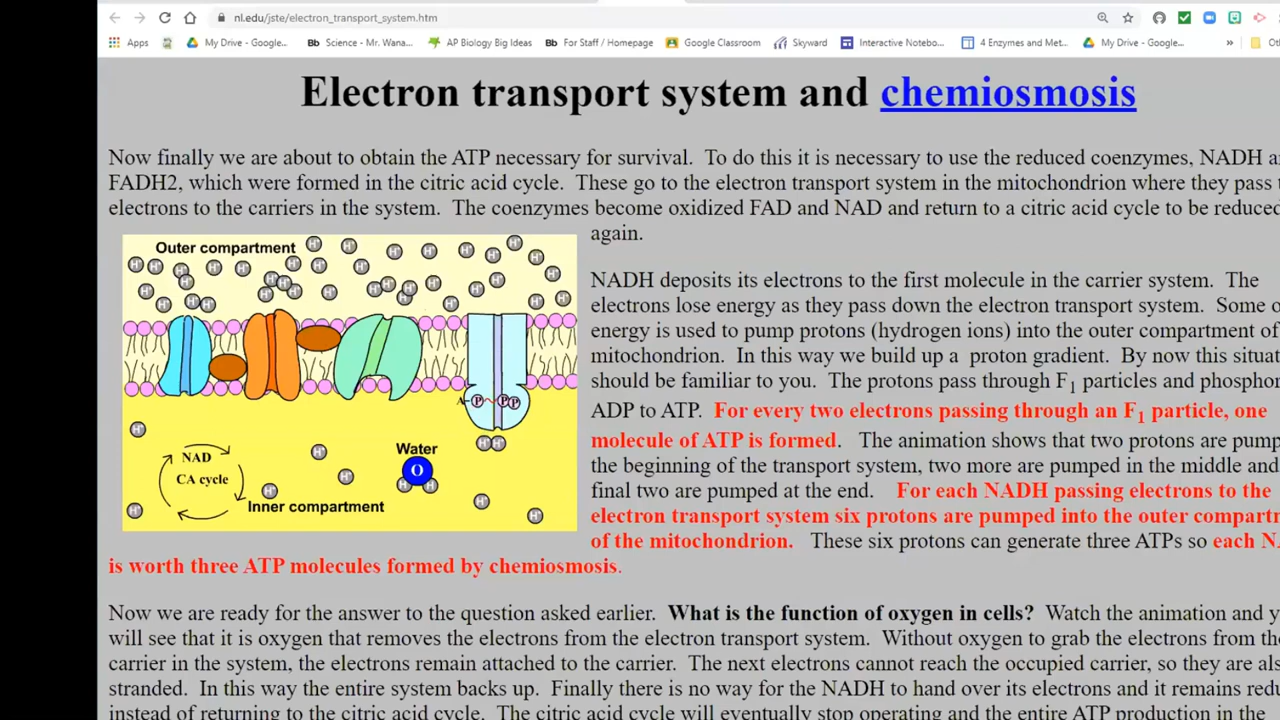 nl.edu/jste/electron_transport_system.htm
Apps My Drive - Google... Bb Science - Mr. Wana... AP Biology Big Ideas Bb For Staff / Homepage Google Classroom Skyward Interactive Notebo... 4 Enzymes and Met... My Drive - Google... »
Electron transport system and chemiosmosis
Now finally we are about to obtain the ATP necessary for survival. To do this it is necessary to use the reduced coenzymes, NADH
FADH2, which were formed in the citric acid cycle. These go to the electron transport system in the mitochondrion where they pass
electrons to the carriers in the system. The coenzymes become oxidized FAD and NAD and return to a citric acid cycle to be reduced
again.
Outer compartment
H+ H+ H+ H+ H+ H+ H+ H+ H+ H+ H+ H+ H+ H+ H+ H+ H+ H+ H+ H+ H+ H+ H+ H+ H+ H+ H+ H+ H+ H+ H+ H+ H+ H+ H+ H+ H+ H+
A P P P
H+ H+ H+
NAD
CA cycle
Water
O
H+ H+ H+ H+
H+ H+ H+ H+ H+
Inner compartment
NADH deposits its electrons to the first molecule in the carrier system. The
electrons lose energy as they pass down the electron transport system. Some
energy is used to pump protons (hydrogen ions) into the outer compartment of
mitochondrion. In this way we build up a proton gradient. By now this
should be familiar to you. The protons pass through F1 particles and
ADP to ATP. For every two electrons passing through an F1 particle, one
molecule of ATP is formed. The animation shows that two protons are
the beginning of the transport system, two more are pumped in the middle and
final two are pumped at the end. For each NADH passing electrons to the
electron transport system six protons are pumped into the outer
of the mitochondrion. These six protons can generate three ATPs so each
is worth three ATP molecules formed by chemiosmosis.
Now we are ready for the answer to the question asked earlier. What is the function of oxygen in cells? Watch the animation and
will see that it is oxygen that removes the electrons from the electron transport system. Without oxygen to grab the electrons from
carrier in the system, the electrons remain attached to the carrier. The next electrons cannot reach the occupied carrier, so they are
stranded. In this way the entire system backs up. Finally there is no way for the NADH to hand over its electrons and it remains
instead of returning to the citric acid cycle. The citric acid cycle will eventually stop operating and the entire ATP production in the